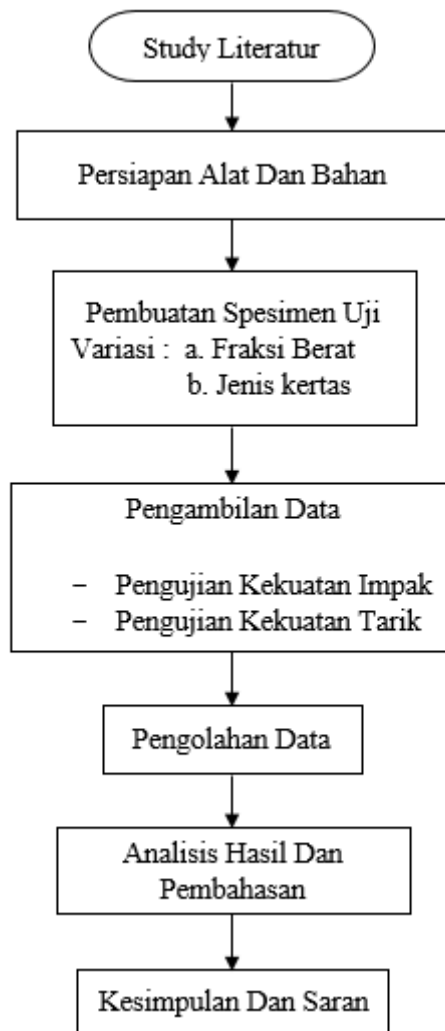 Study Literatur
Persiapan Alat Dan Bahan
Pembuatan Spesimen Uji
Variasi : a. Fraksi Berat
b. Jenis kertas
Pengambilan Data
– Pengujian Kekuatan Impak
– Pengujian Kekuatan Tarik
Pengolahan Data
Analisis Hasil Dan
Pembahasan
Kesimpulan Dan Saran